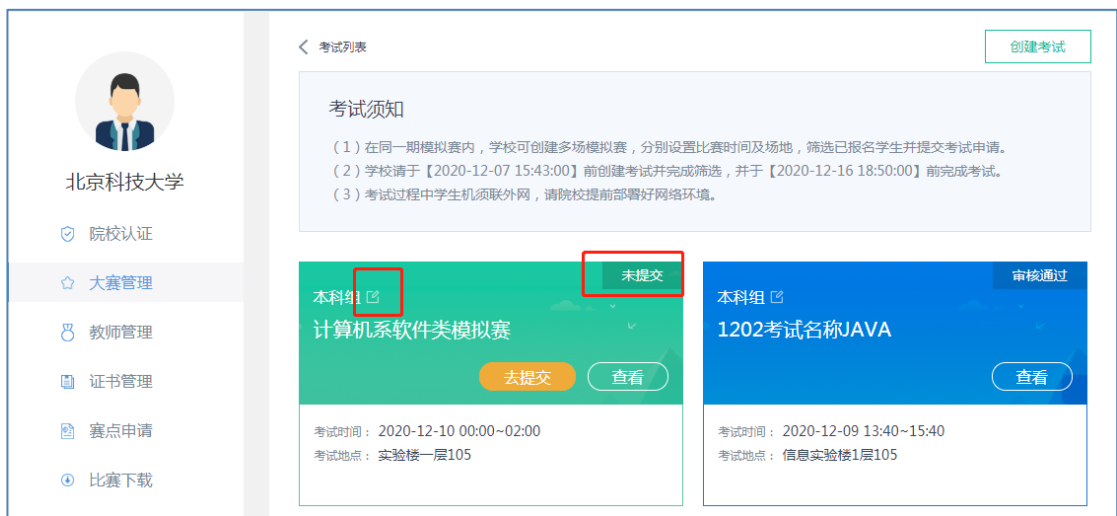 考试列表
创建考试
考试须知
(1)在同一期模拟赛内,学校可创建多场模拟赛,分别设置比赛时间及场地,筛选已报名学生并提交考试申请。
(2)学校请于【2020-12-07 15:43:00】前创建考试并完成筛选,并于【2020-12-16 18:50:00】前完成考试。
(3)考试过程中学生机须联外网,请院校提前部署好网络环境。
北京科技大学
院校认证
大赛管理
教师管理
证书管理
赛点申请
比赛下载
未提交
本科组
计算机系软件类模拟赛
去提交
查看
考试时间: 2020-12-10 00:00~02:00
考试地点: 实验楼一层105
审核通过
本科组
1202考试名称JAVA
查看
考试时间: 2020-12-09 13:40~15:40
考试地点: 信息实验楼1层105